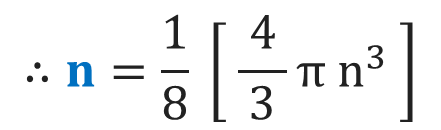 ∴ n = 1/8 [ 4/3 π n³ ]